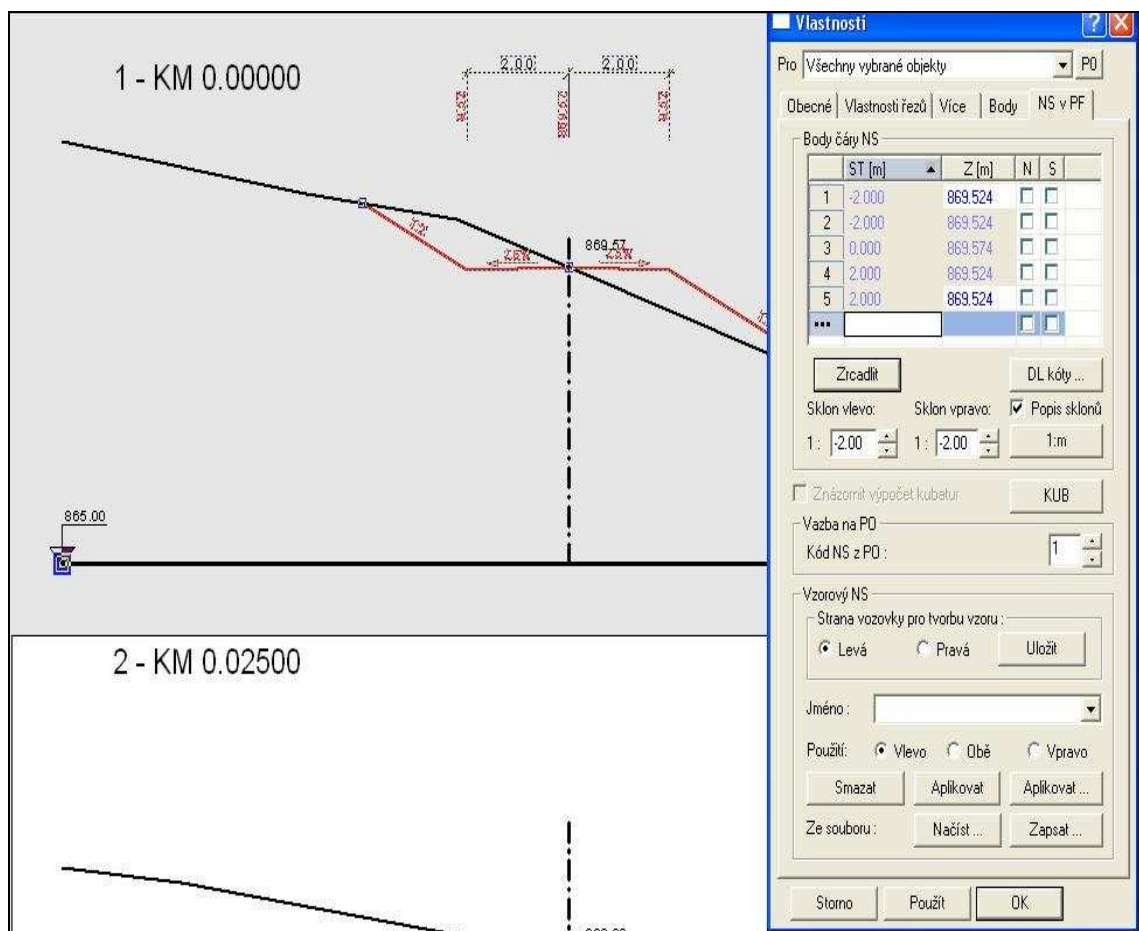 1 - KM 0.00000
2.00 2.00
869.57
2.5% 2.5%
865.00
2 - KM 0.02500
Vlastnosti
Pro Všechny vybrané objekty PO
Obecné Vlastnosti řezů Více Body NS v PF
Body čáry NS
ST [m] Z [m] N S
1 -2.000 869.524
2 -2.000 869.524
3 0.000 869.574
4 2.000 869.524
5 2.000 869.524
Zrcadlit DL kóty ...
Sklon vlevo: Sklon vpravo: Popis sklonů
1 : -2.00 1 : -2.00 1:m
Znázornit výpočet kubatur KUB
Vazba na PO
Kód NS z PO : 1
Vzorový NS
Strana vozovky pro tvorbu vzoru :
Levá Pravá Uložit
Jméno :
Použití: Vlevo Obě Vpravo
Smazat Aplikovat Aplikovat ...
Ze souboru : Načíst ... Zapsat ...
Storno Použít OK